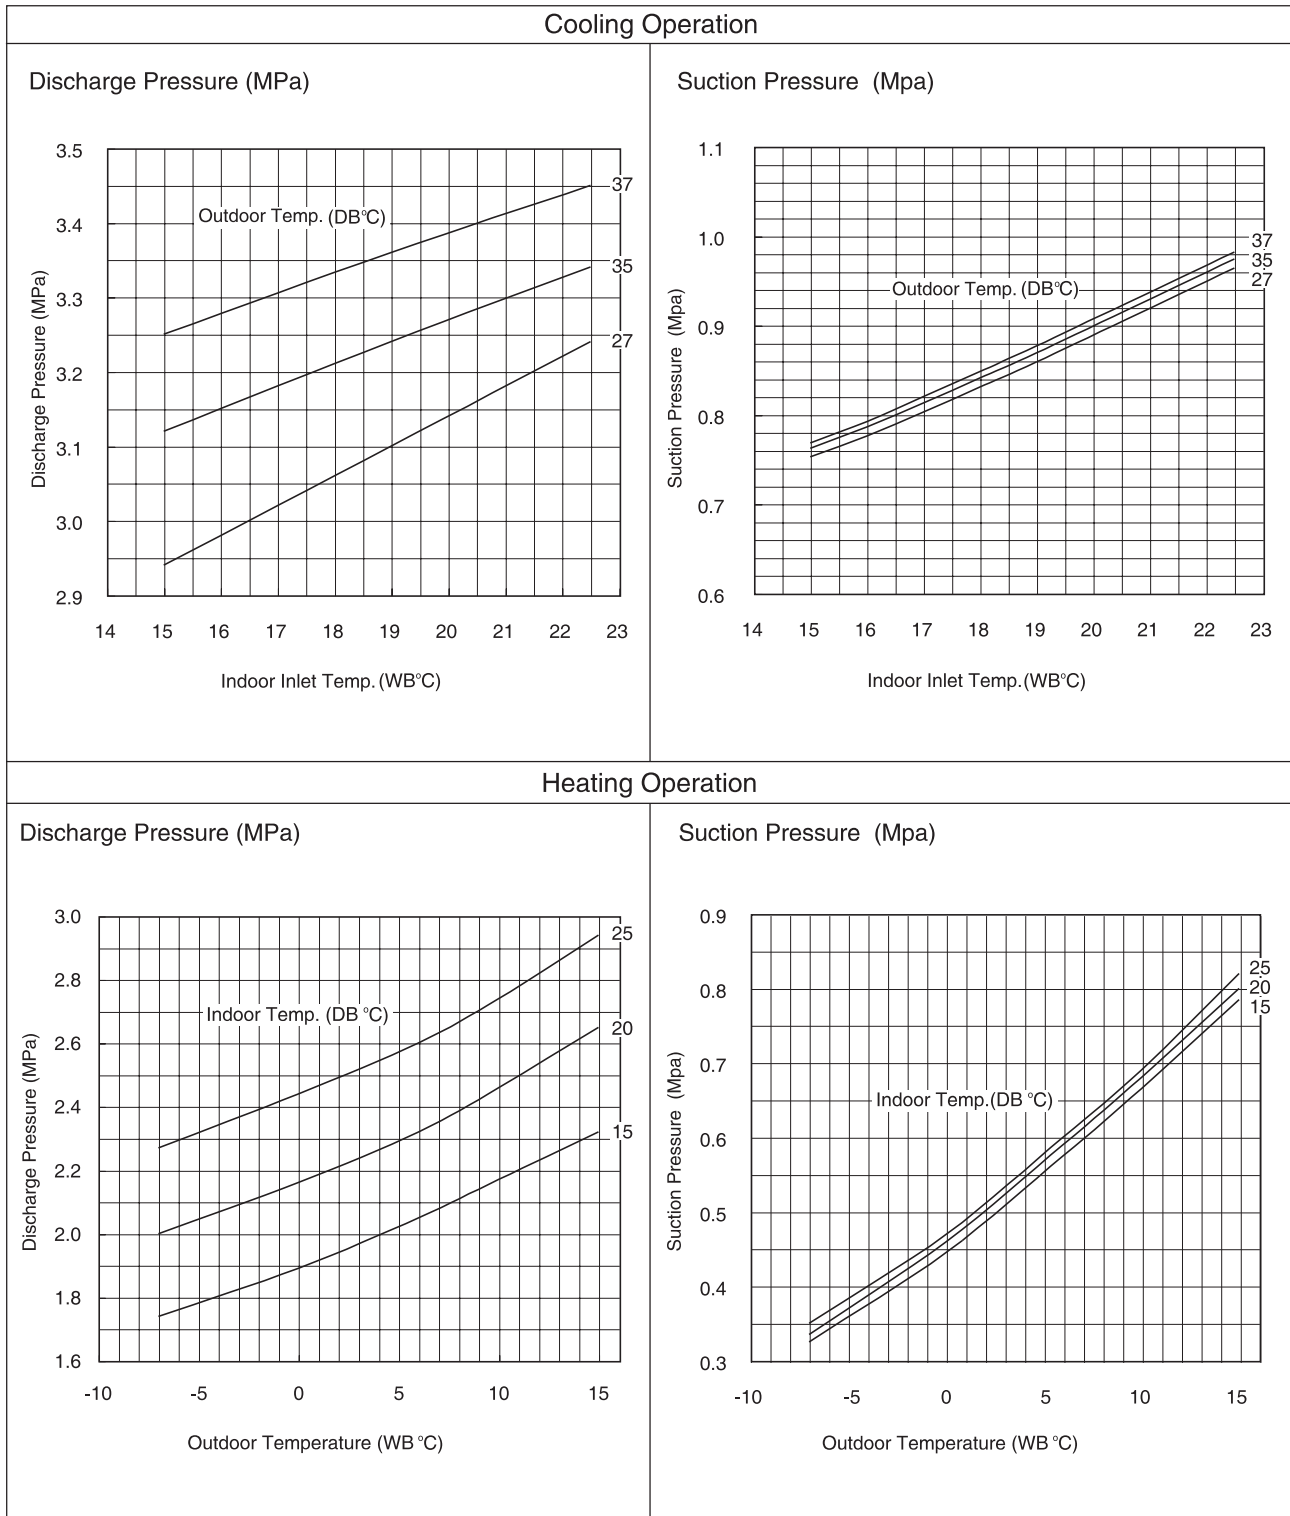 Cooling Operation
Discharge Pressure (MPa)
3.5
3.4
3.3
3.2
3.1
3.0
2.9
Discharge Pressure (MPa)
Outdoor Temp. (DB°C)
37
35
27
14 15 16 17 18 19 20 21 22 23
Indoor Inlet Temp. (WB°C)
Suction Pressure (Mpa)
1.1
1.0
0.9
0.8
0.7
0.6
Suction Pressure (Mpa)
Outdoor Temp. (DB°C)
37
35
27
14 15 16 17 18 19 20 21 22 23
Indoor Inlet Temp. (WB°C)
Heating Operation
Discharge Pressure (MPa)
3.0
2.8
2.6
2.4
2.2
2.0
1.8
1.6
Discharge Pressure (MPa)
Indoor Temp. (DB °C)
25
20
15
-10 -5 0 5 10 15
Outdoor Temperature (WB °C)
Suction Pressure (Mpa)
0.9
0.8
0.7
0.6
0.5
0.4
0.3
Suction Pressure (Mpa)
Indoor Temp.(DB °C)
25
20
15
-10 -5 0 5 10 15
Outdoor Temperature (WB °C)